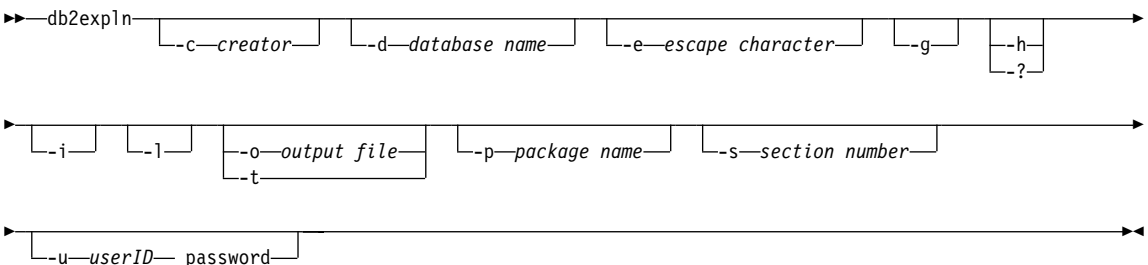 db2expln -c creator -d database name -e escape character -g -h
-?
-i -l -o output file -p package name -s section number
-t
-u userID password